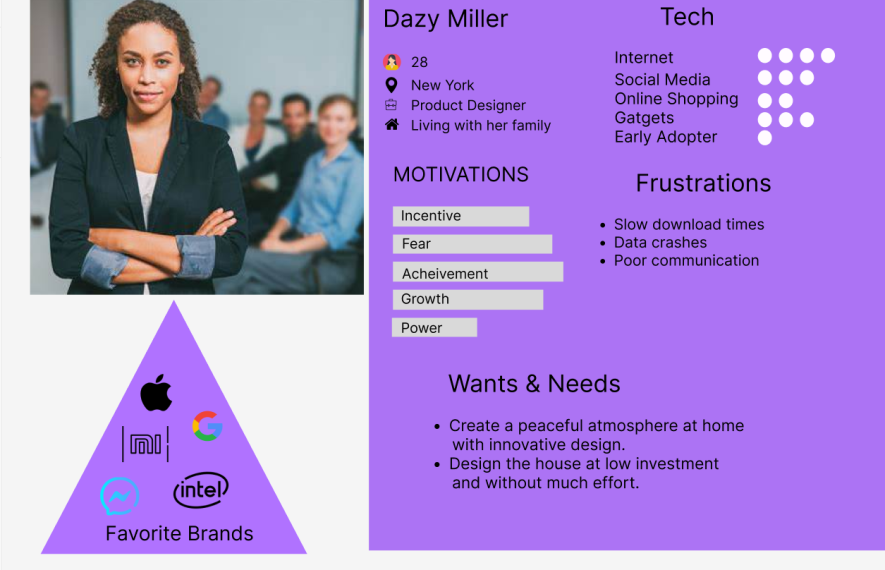 Dazy Miller
28
New York
Product Designer
Living with her family
Tech
Internet
Social Media
Online Shopping
Gatgets
Early Adopter
MOTIVATIONS
Incentive
Fear
Acheivement
Growth
Power
Frustrations
• Slow download times
• Data crashes
• Poor communication
Wants & Needs
• Create a peaceful atmosphere at home
with innovative design.
• Design the house at low investment
and without much effort.
mi
intel
Favorite Brands